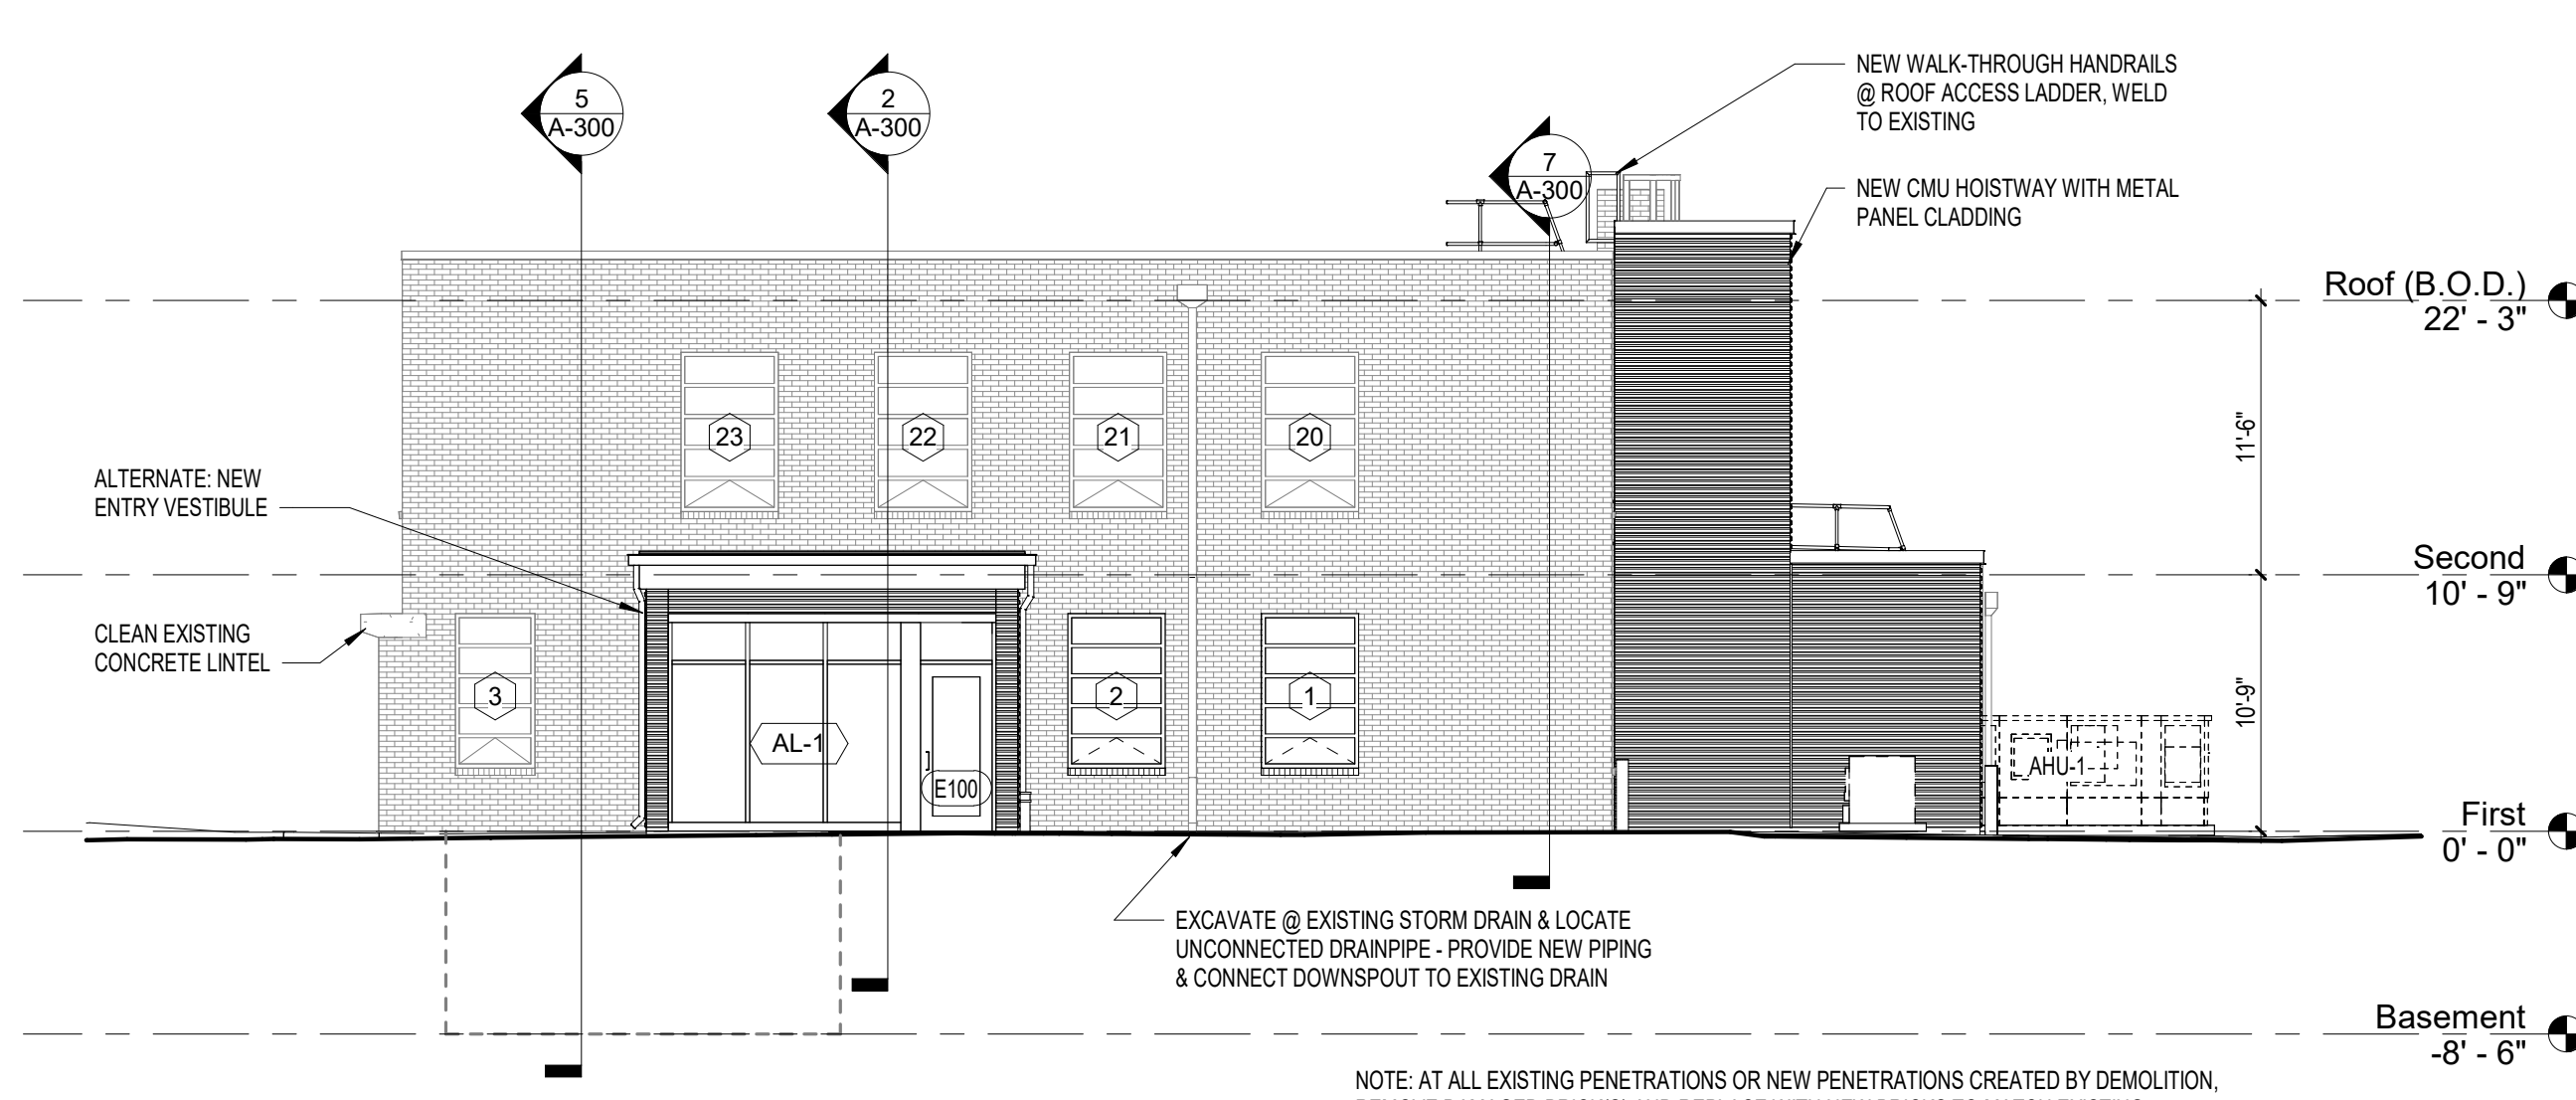 5
A-300
2
A-300
7
A-300
NEW WALK-THROUGH HANDRAILS
@ ROOF ACCESS LADDER, WELD
TO EXISTING
NEW CMU HOISTWAY WITH METAL
PANEL CLADDING
Roof (B.O.D.)
22' - 3"
11'-6"
23
22
21
20
ALTERNATE: NEW
ENTRY VESTIBULE
Second
10' - 9"
CLEAN EXISTING
CONCRETE LINTEL
3
2
1
10'-9"
AL-1
E100
AHU-1
First
0' - 0"
EXCAVATE @ EXISTING STORM DRAIN & LOCATE
UNCONNECTED DRAINPIPE - PROVIDE NEW PIPING
& CONNECT DOWNSPOUT TO EXISTING DRAIN
Basement
-8' - 6"
NOTE: AT ALL EXISTING PENETRATIONS OR NEW PENETRATIONS CREATED BY DEMOLITION,